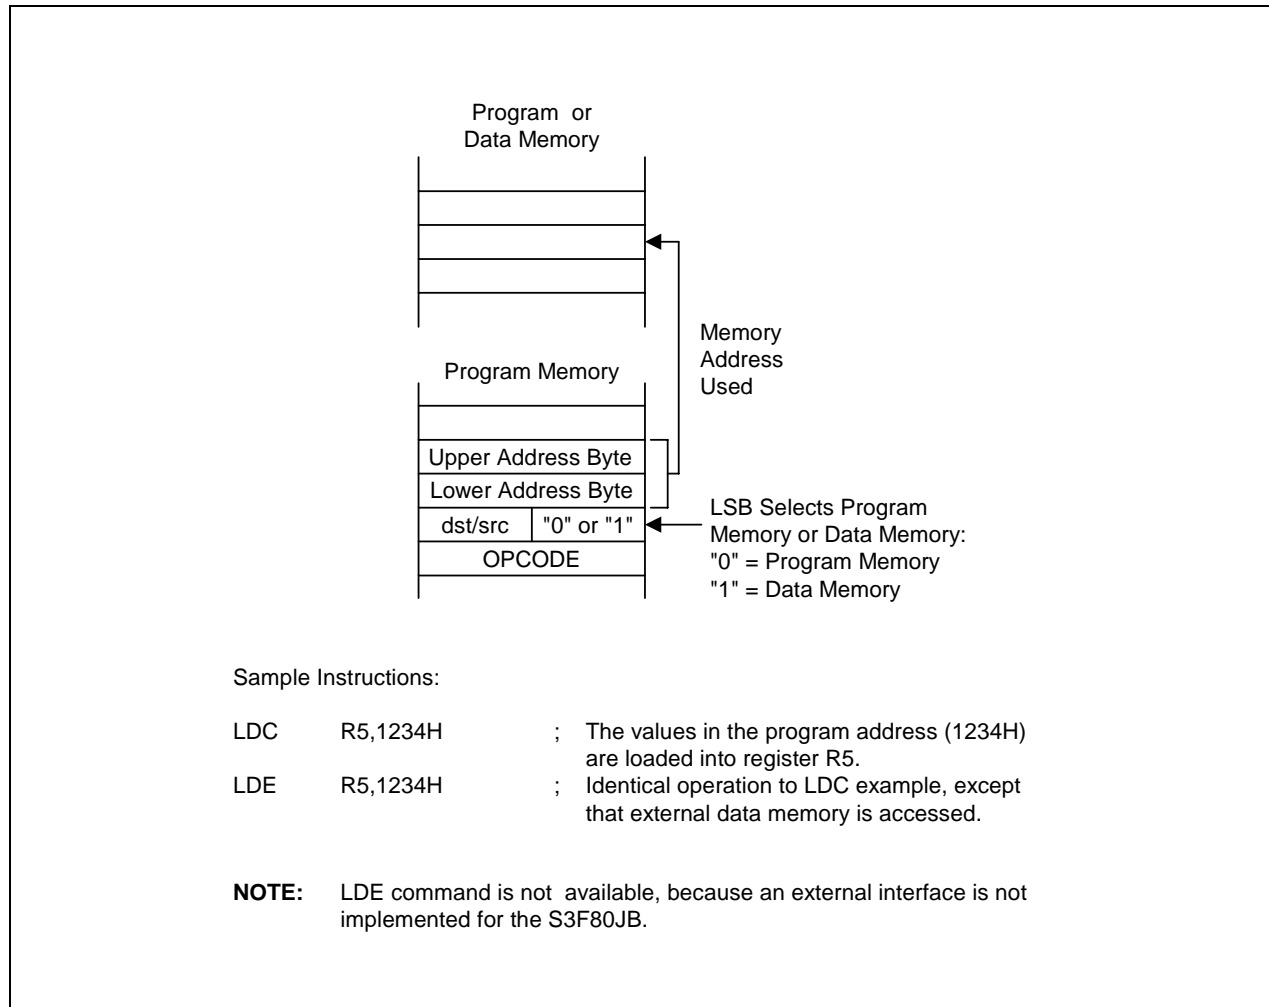 Program or
Data Memory
Memory
Address
Used
Program Memory
Upper Address Byte
Lower Address Byte
dst/src "0" or "1"
OPCODE
LSB Selects Program
Memory or Data Memory:
"0" = Program Memory
"1" = Data Memory
Sample Instructions:
LDC R5,1234H ; The values in the program address (1234H)
are loaded into register R5.
LDE R5,1234H ; Identical operation to LDC example, except
that external data memory is accessed.
NOTE: LDE command is not available, because an external interface is not
implemented for the S3F80JB.